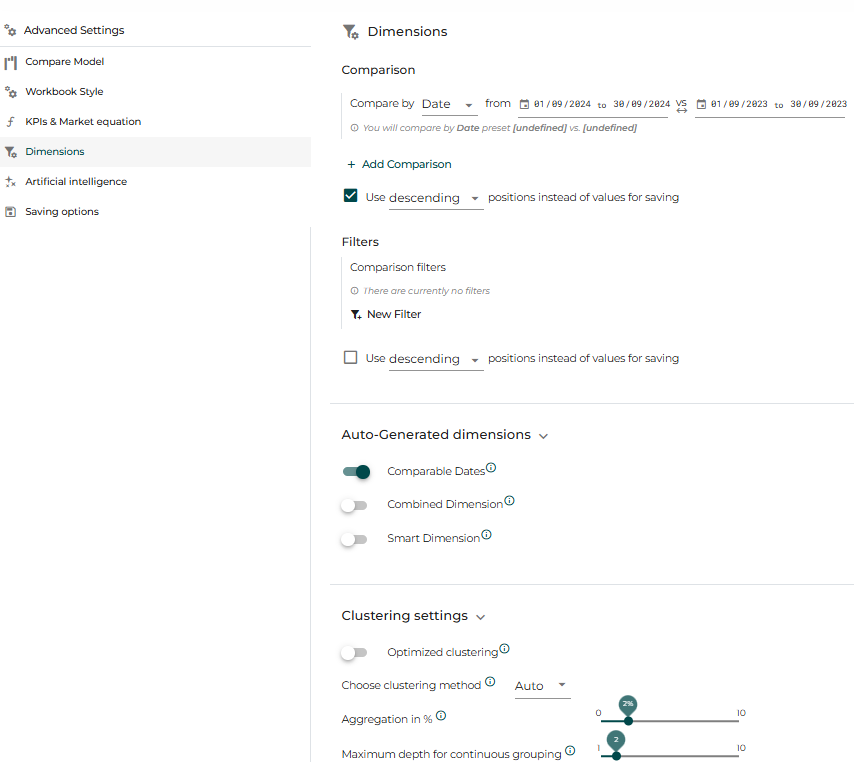 Advanced Settings
Compare Model
Workbook Style
KPIs & Market equation
Dimensions
Artificial intelligence
Saving options
Dimensions
Comparison
Compare by Date from 01/09/2024 to 30/09/2024 VS 01/09/2023 to 30/09/2023
You will compare by Date preset [undefined] vs. [undefined]
+ Add Comparison
Use descending positions instead of values for saving
Filters
Comparison filters
There are currently no filters
New Filter
Use descending positions instead of values for saving
Auto-Generated dimensions
Comparable Dates
Combined Dimension
Smart Dimension
Clustering settings
Optimized clustering
Choose clustering method Auto
Aggregation in % 0 2% 10
Maximum depth for continuous grouping 1 2 10